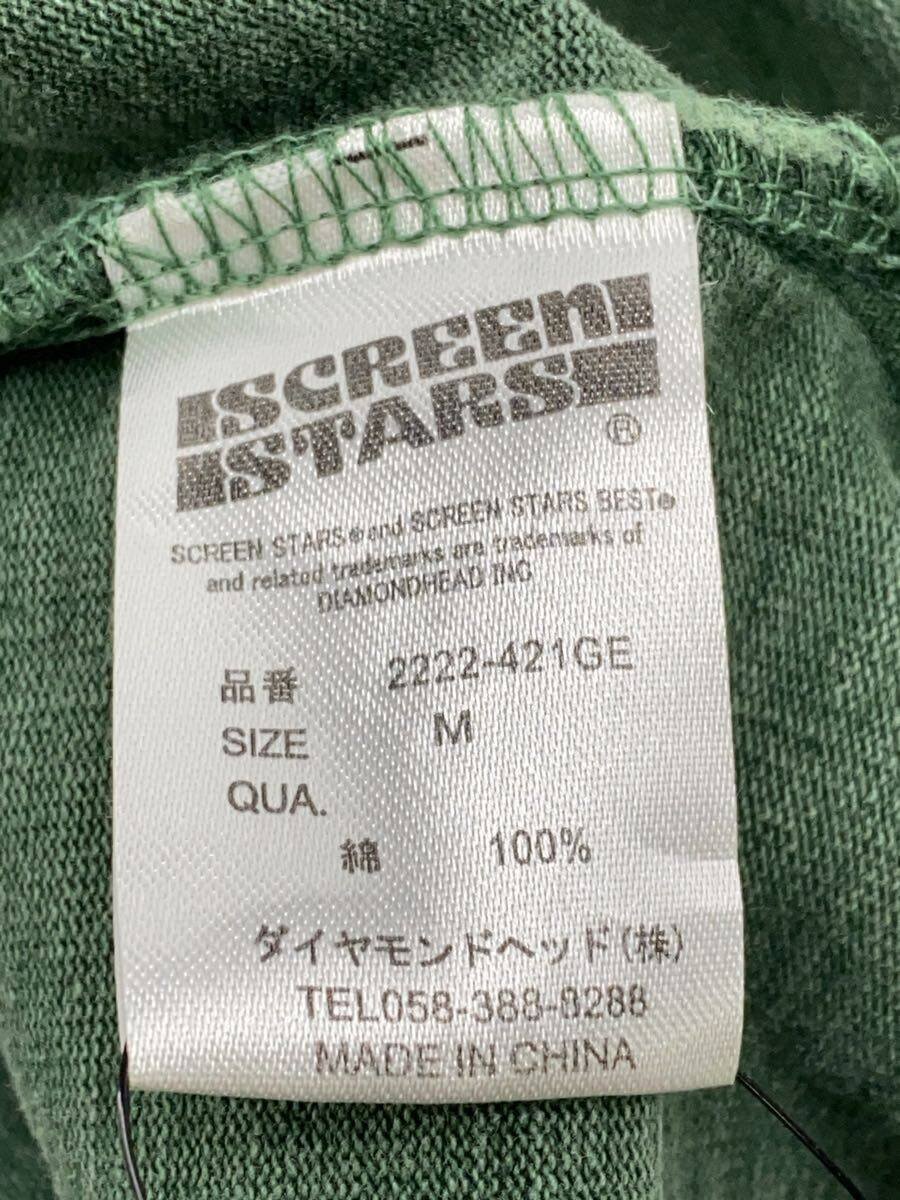 SCREEN
STARS
®
SCREEN STARS® and SCREEN STARS BEST®
and related trademarks are trademarks of
DIAMONDHEAD INC
品番 2222-421GE
SIZE M
QUA.
綿 100%
ダイヤモンドヘッド(株)
TEL058-388-8288
MADE IN CHINA